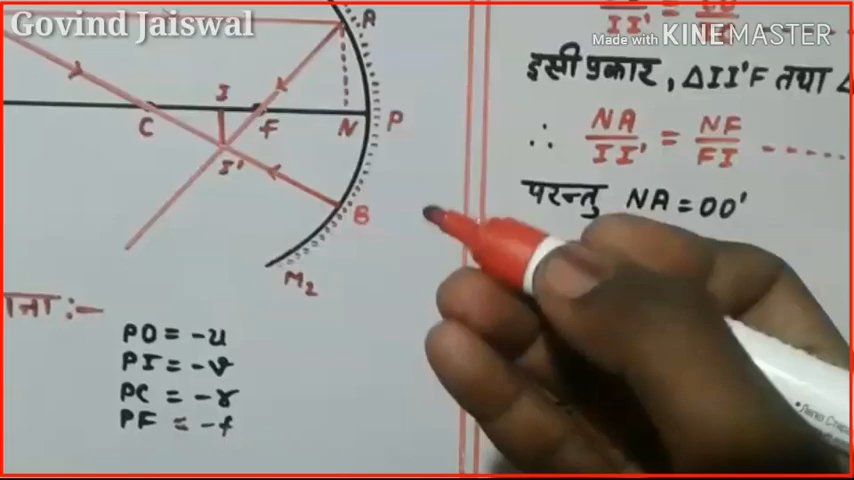 Govind Jaiswal
Made with KINEMASTER
II'
इसी प्रकार, ΔII'F तथा Δ
∴ NA/II' = NF/FI .....
परन्तु NA = OO'
A
I
C
F
N
P
I'
B
M₂
माना :-
PO = -u
PI = -v
PC = -r
PF = -f